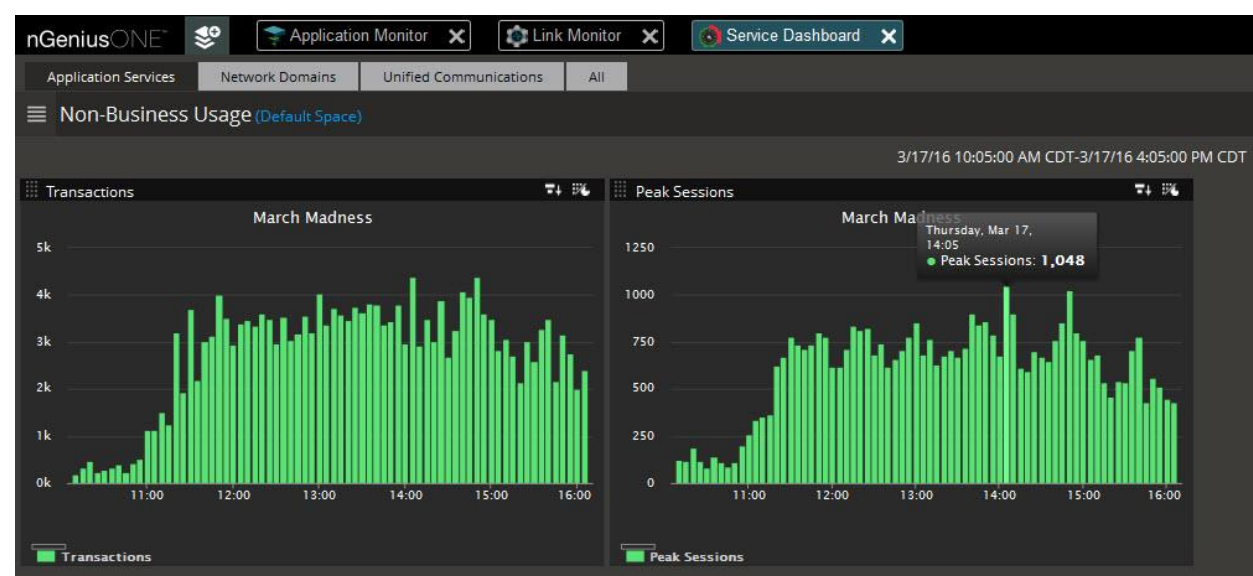 nGeniusONE™
Application Monitor
Link Monitor
Service Dashboard
Application Services
Network Domains
Unified Communications
All
Non-Business Usage (Default Space)
3/17/16 10:05:00 AM CDT-3/17/16 4:05:00 PM CDT
Transactions
March Madness
5k
4k
3k
2k
1k
0k
11:00 12:00 13:00 14:00 15:00 16:00
Transactions
Peak Sessions
March Madness
Thursday, Mar 17,
14:05
Peak Sessions: 1,048
1250
1000
750
500
250
0
11:00 12:00 13:00 14:00 15:00 16:00
Peak Sessions